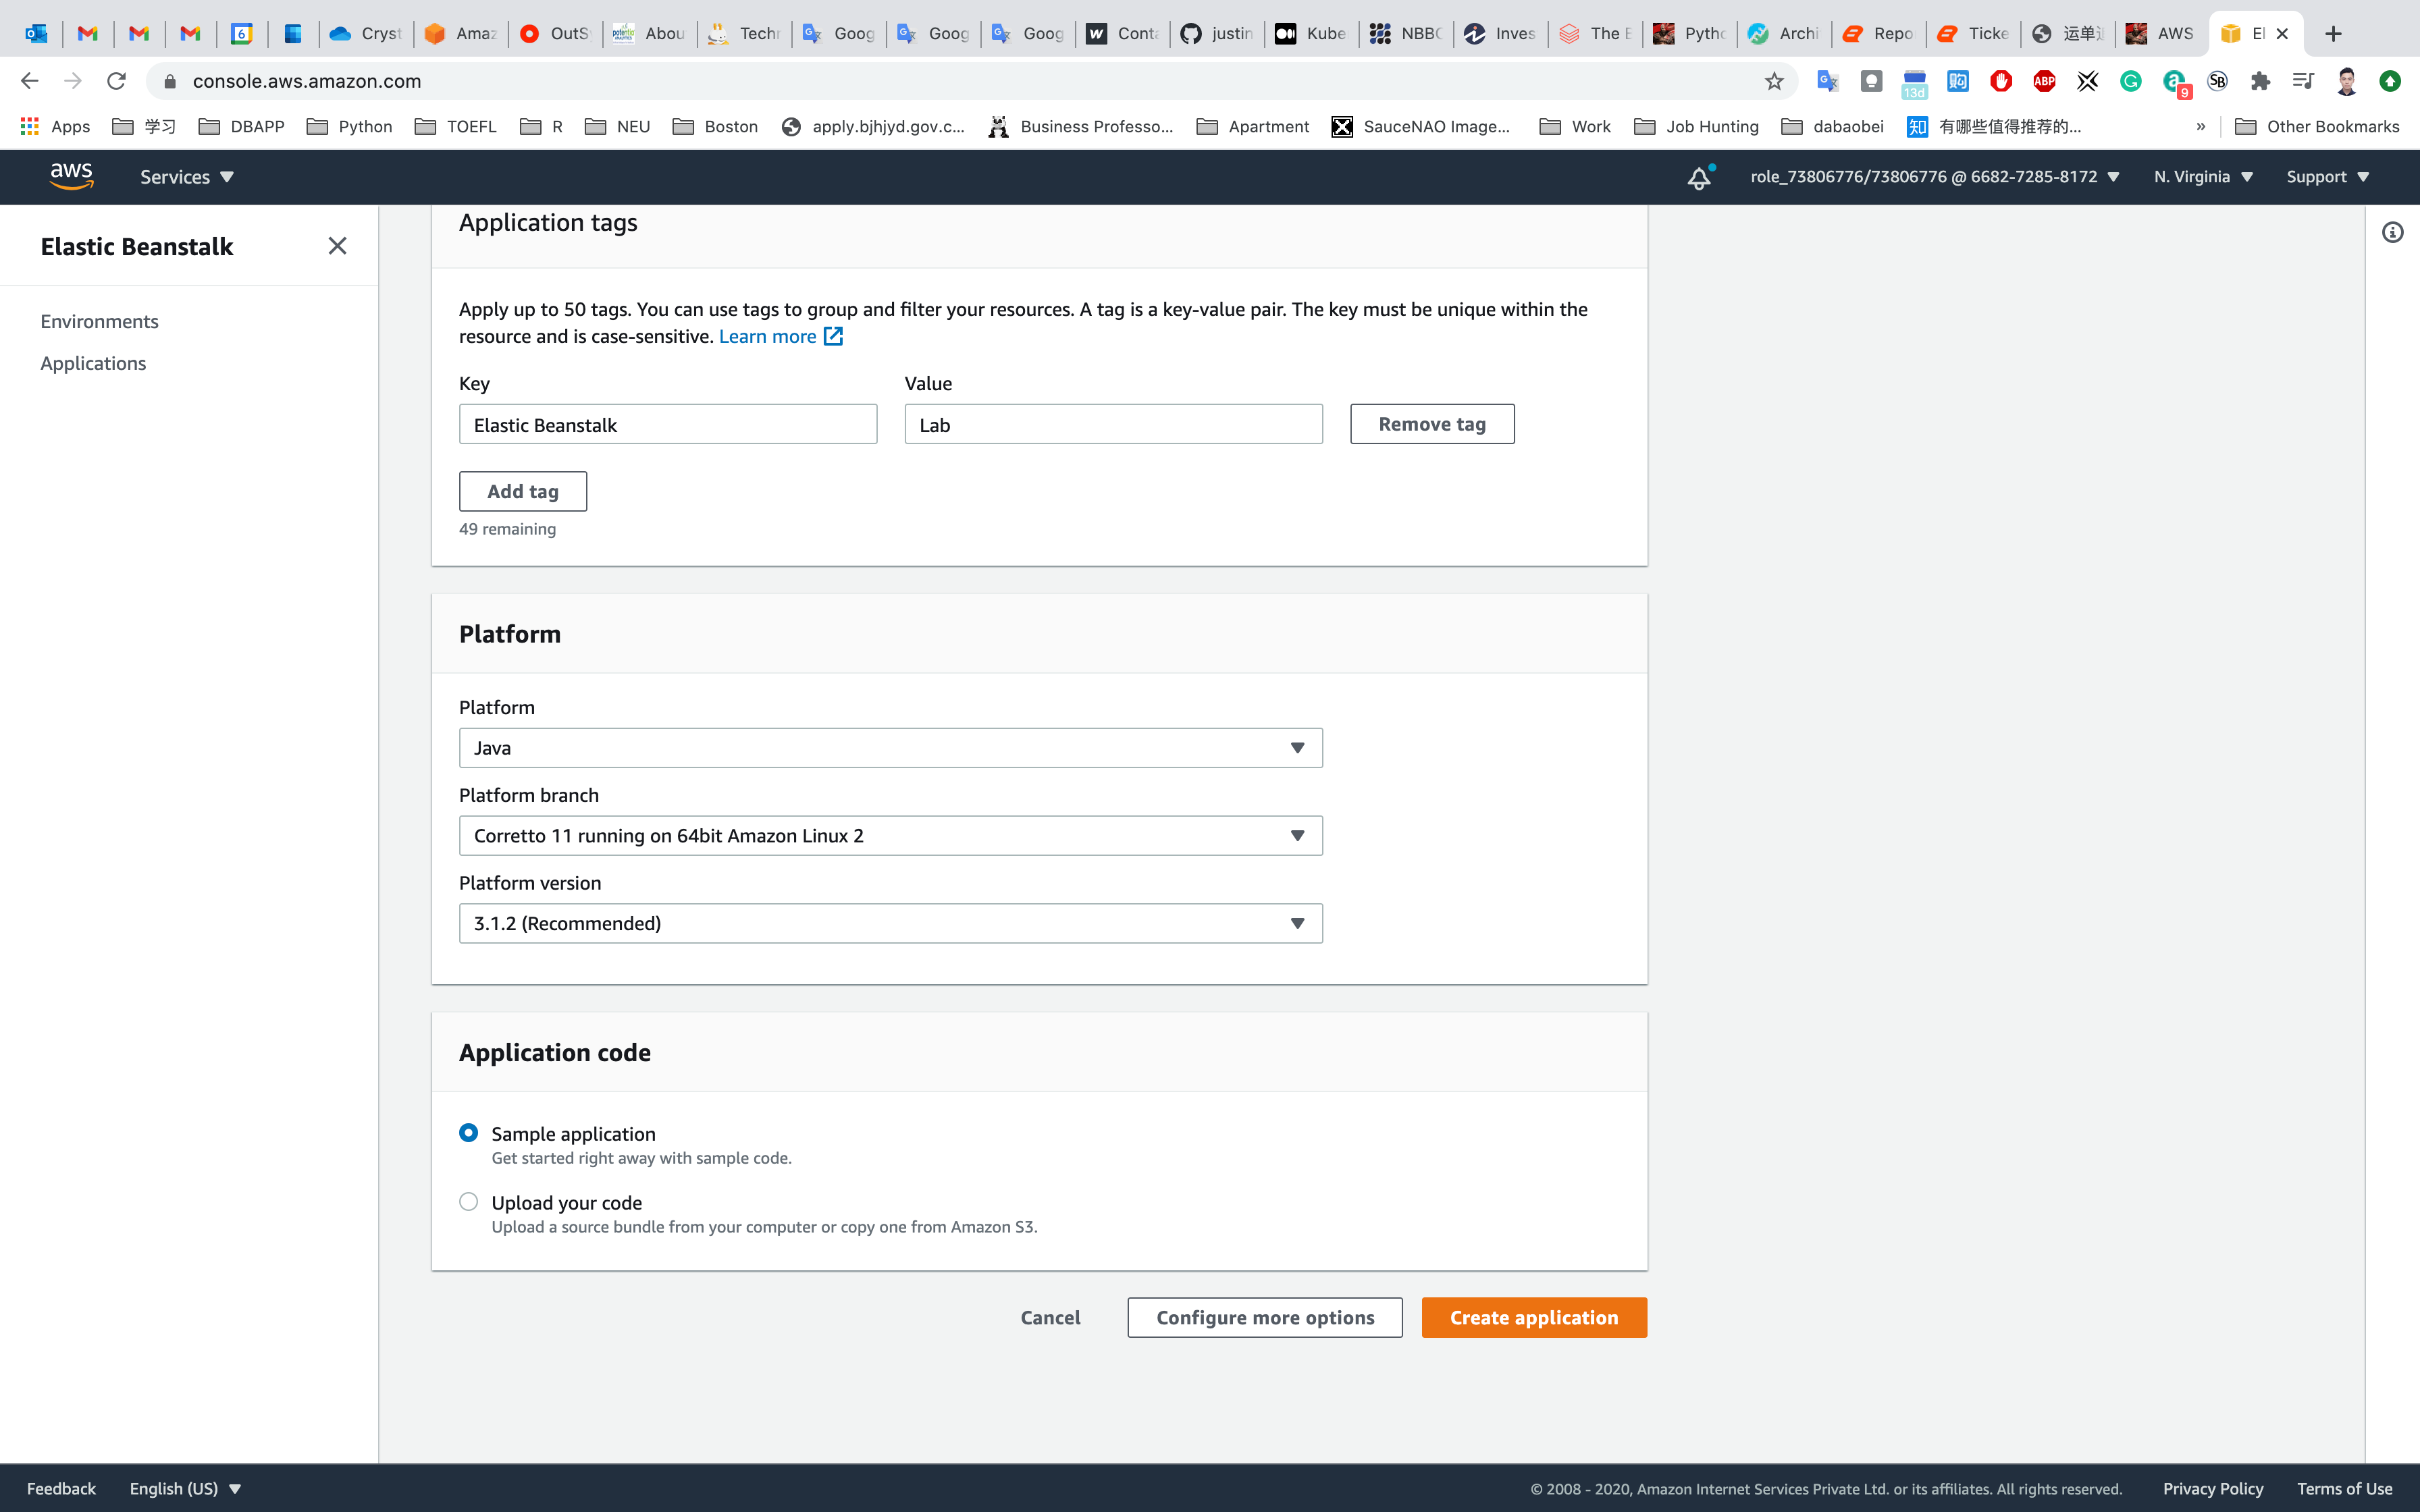 Cryst
Amaz
OutS
Abou
Techr
Goog
Goog
Goog
Conta
justin
Kube
NBBC
Inves
The E
Pytho
Archi
Repo
Ticke
运单
AWS
El
console.aws.amazon.com
13d
ABP
9
SB
Apps
学习
DBAPP
Python
TOEFL
R
NEU
Boston
apply.bjhjyd.gov.c...
Business Professo...
Apartment
SauceNAO Image...
Work
Job Hunting
dabaobei
知
有哪些值得推荐的...
»
Other Bookmarks
aws
Services
role_73806776/73806776 @ 6682-7285-8172
N. Virginia
Support
Elastic Beanstalk
Environments
Applications
Application tags
Apply up to 50 tags. You can use tags to group and filter your resources. A tag is a key-value pair. The key must be unique within the
resource and is case-sensitive. Learn more
Key
Value
Elastic Beanstalk
Lab
Remove tag
Add tag
49 remaining
Platform
Platform
Java
Platform branch
Corretto 11 running on 64bit Amazon Linux 2
Platform version
3.1.2 (Recommended)
Application code
Sample application
Get started right away with sample code.
Upload your code
Upload a source bundle from your computer or copy one from Amazon S3.
Cancel
Configure more options
Create application
Feedback
English (US)
© 2008 - 2020, Amazon Internet Services Private Ltd. or its affiliates. All rights reserved.
Privacy Policy
Terms of Use